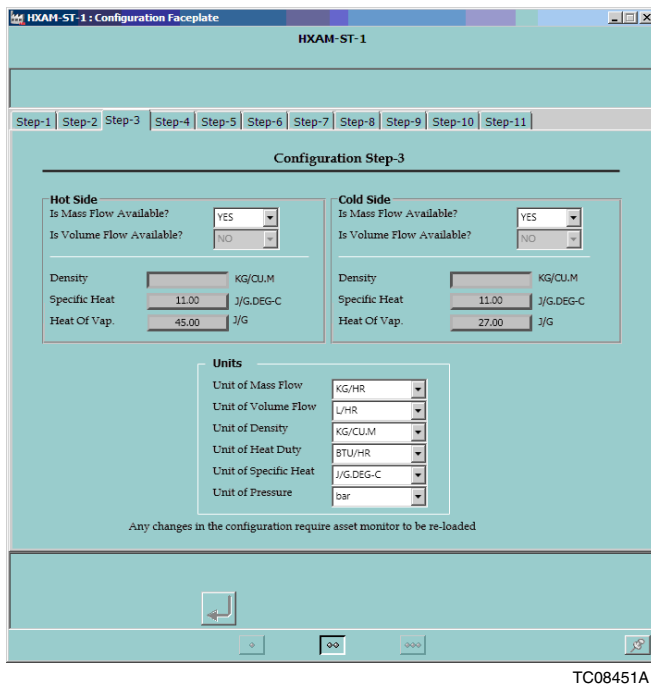 HXAM-ST-1 : Configuration Faceplate
HXAM-ST-1
Step-1 Step-2 Step-3 Step-4 Step-5 Step-6 Step-7 Step-8 Step-9 Step-10 Step-11
Configuration Step-3
Hot Side
Is Mass Flow Available? YES
Is Volume Flow Available? NO
Density KG/CU.M
Specific Heat 11.00 J/G.DEG-C
Heat Of Vap. 45.00 J/G
Cold Side
Is Mass Flow Available? YES
Is Volume Flow Available? NO
Density KG/CU.M
Specific Heat 11.00 J/G.DEG-C
Heat Of Vap. 27.00 J/G
Units
Unit of Mass Flow KG/HR
Unit of Volume Flow L/HR
Unit of Density KG/CU.M
Unit of Heat Duty BTU/HR
Unit of Specific Heat J/G.DEG-C
Unit of Pressure bar
Any changes in the configuration require asset monitor to be re-loaded
TC08451A